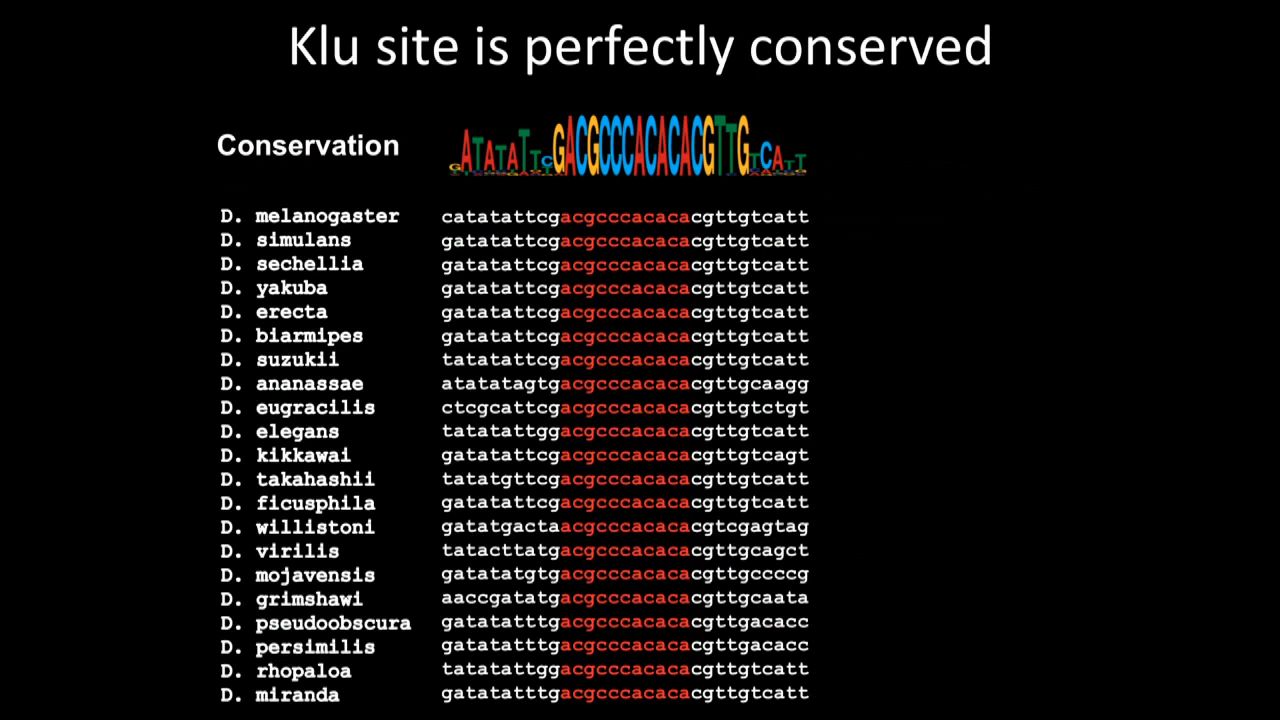 Klu site is perfectly conserved
Conservation ATATATTCGACGCCCACACACGTTGTCATT
D. melanogaster catatattcgacgcccacacacgttgtcatt
D. simulans gatatattcgacgcccacacacgttgtcatt
D. sechellia gatatattcgacgcccacacacgttgtcatt
D. yakuba gatatattcgacgcccacacacgttgtcatt
D. erecta gatatattcgacgcccacacacgttgtcatt
D. biarmipes gatatattcgacgcccacacacgttgtcatt
D. suzukii tatatattcgacgcccacacacgttgtcatt
D. ananassae atatatagtgacgcccacacacgttgcaagg
D. eugracilis ctcgcattcgacgcccacacacgttgtctgt
D. elegans tatatattggacgcccacacacgttgtcatt
D. kikkawai gatatattcgacgcccacacacgttgtcagt
D. takahashii tatatgttcgacgcccacacacgttgtcatt
D. ficusphila gatatattcgacgcccacacacgttgtcatt
D. willistoni gatatgactaacgcccacacacgtcgagtag
D. virilis tatacttatgacgcccacacacgttgcagct
D. mojavensis gatatatgtgacgcccacacacgttgccccg
D. grimshawi aaccgatatgacgcccacacacgttgcaata
D. pseudoobscura gatatatttgacgcccacacacgttgacacc
D. persimilis gatatatttgacgcccacacacgttgacacc
D. rhopaloa tatatattggacgcccacacacgttgtcatt
D. miranda gatatatttgacgcccacacacgttgtcatt